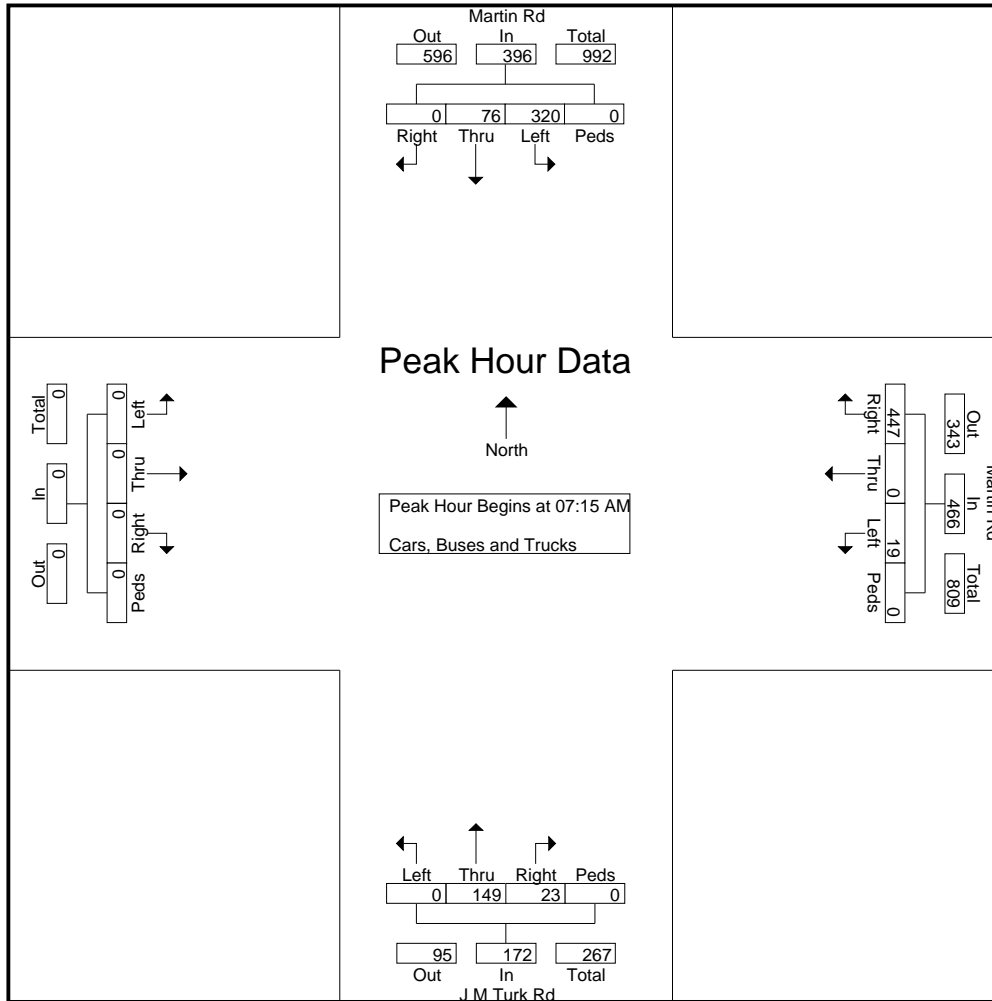 Martin Rd
Out In Total
596 396 992
0 76 320 0
Right Thru Left Peds
Peak Hour Data
North
Peak Hour Begins at 07:15 AM
Cars, Buses and Trucks
Total In Out
0 0 0
0 0 0 0
Left Thru Right Peds
Martin Rd
Out In Total
343 466 809
447 0 19 0
Right Thru Left Peds
Left Thru Right Peds
0 149 23 0
95 172 267
Out In Total
J M Turk Rd